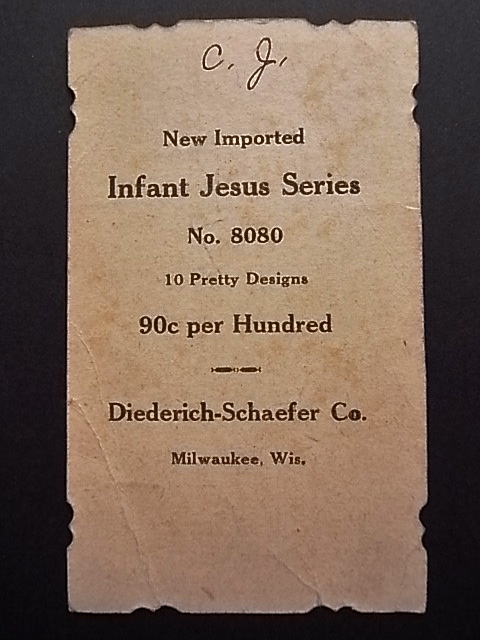 C. J.
New Imported
Infant Jesus Series
No. 8080
10 Pretty Designs
90c per Hundred
Diederich-Schaefer Co.
Milwaukee, Wis.